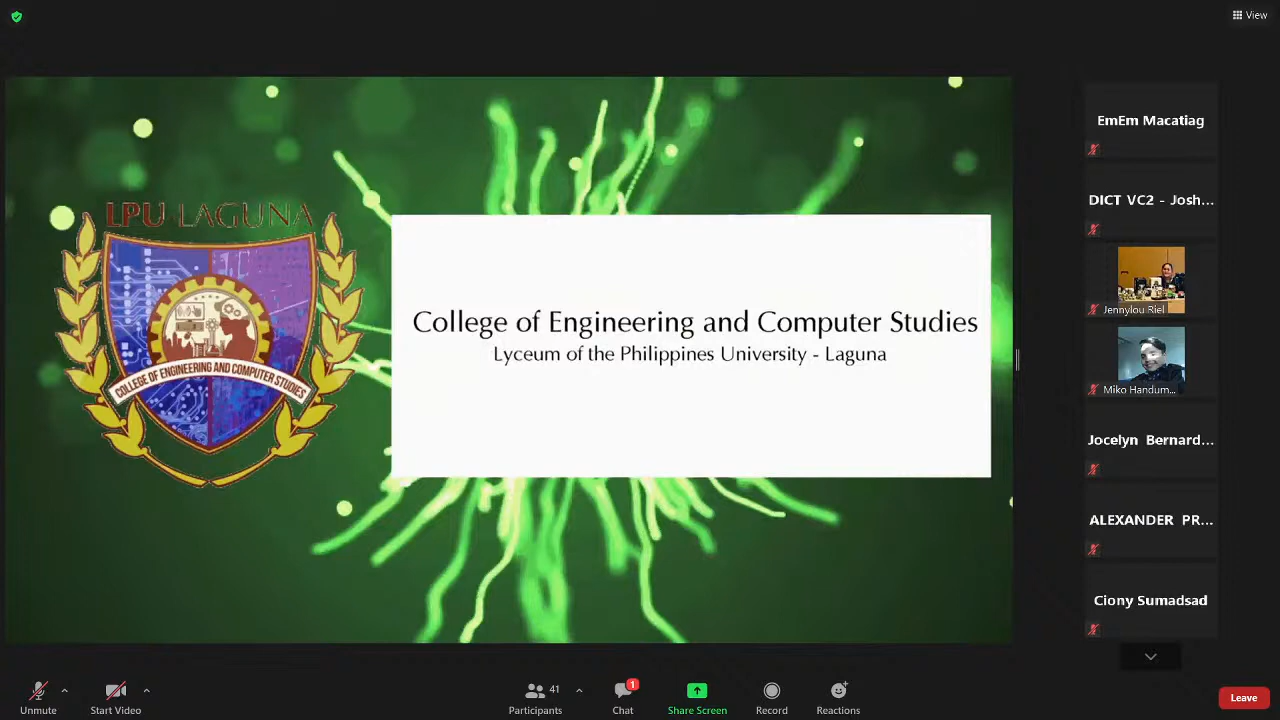 View
LPU LAGUNA
COLLEGE OF ENGINEERING AND COMPUTER STUDIES
College of Engineering and Computer Studies
Lyceum of the Philippines University - Laguna
EmEm Macatiag
DICT VC2 - Josh...
Jennylou Riel
Miko Handum...
Jocelyn Bernard...
ALEXANDER PR...
Ciony Sumadsad
Unmute
Start Video
41
Participants
1
Chat
Share Screen
Record
Reactions
Leave